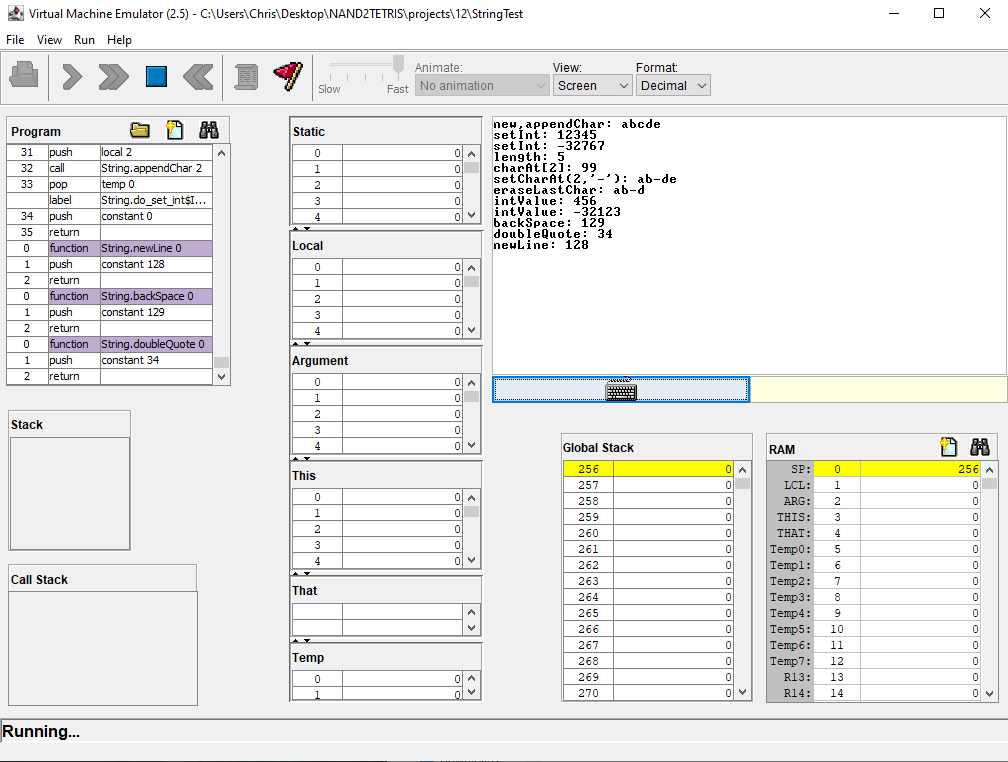 Virtual Machine Emulator (2.5) - C:\Users\Chris\Desktop\NAND2TETRIS\projects\12\StringTest
File View Run Help
Slow Fast
Animate:
No animation
View:
Screen
Format:
Decimal
Program
31 push local 2
32 call String.appendChar 2
33 pop temp 0
label String.do_set_int$I...
34 push constant 0
35 return
0 function String.newLine 0
1 push constant 128
2 return
0 function String.backSpace 0
1 push constant 129
2 return
0 function String.doubleQuote 0
1 push constant 34
2 return
Stack
Call Stack
Static
0 0
1 0
2 0
3 0
4 0
Local
0 0
1 0
2 0
3 0
4 0
Argument
0 0
1 0
2 0
3 0
4 0
This
0 0
1 0
2 0
3 0
4 0
That
Temp
0 0
1 0
new,appendChar: abcde
setInt: 12345
setInt: -32767
length: 5
charAt[2]: 99
setCharAt(2,'-'): ab-de
eraseLastChar: ab-d
intValue: 456
intValue: -32123
backSpace: 129
doubleQuote: 34
newLine: 128
Global Stack
256 0
257 0
258 0
259 0
260 0
261 0
262 0
263 0
264 0
265 0
266 0
267 0
268 0
269 0
270 0
RAM
SP: 0 256
LCL: 1 0
ARG: 2 0
THIS: 3 0
THAT: 4 0
Temp0: 5 0
Temp1: 6 0
Temp2: 7 0
Temp3: 8 0
Temp4: 9 0
Temp5: 10 0
Temp6: 11 0
Temp7: 12 0
R13: 13 0
R14: 14 0
Running...